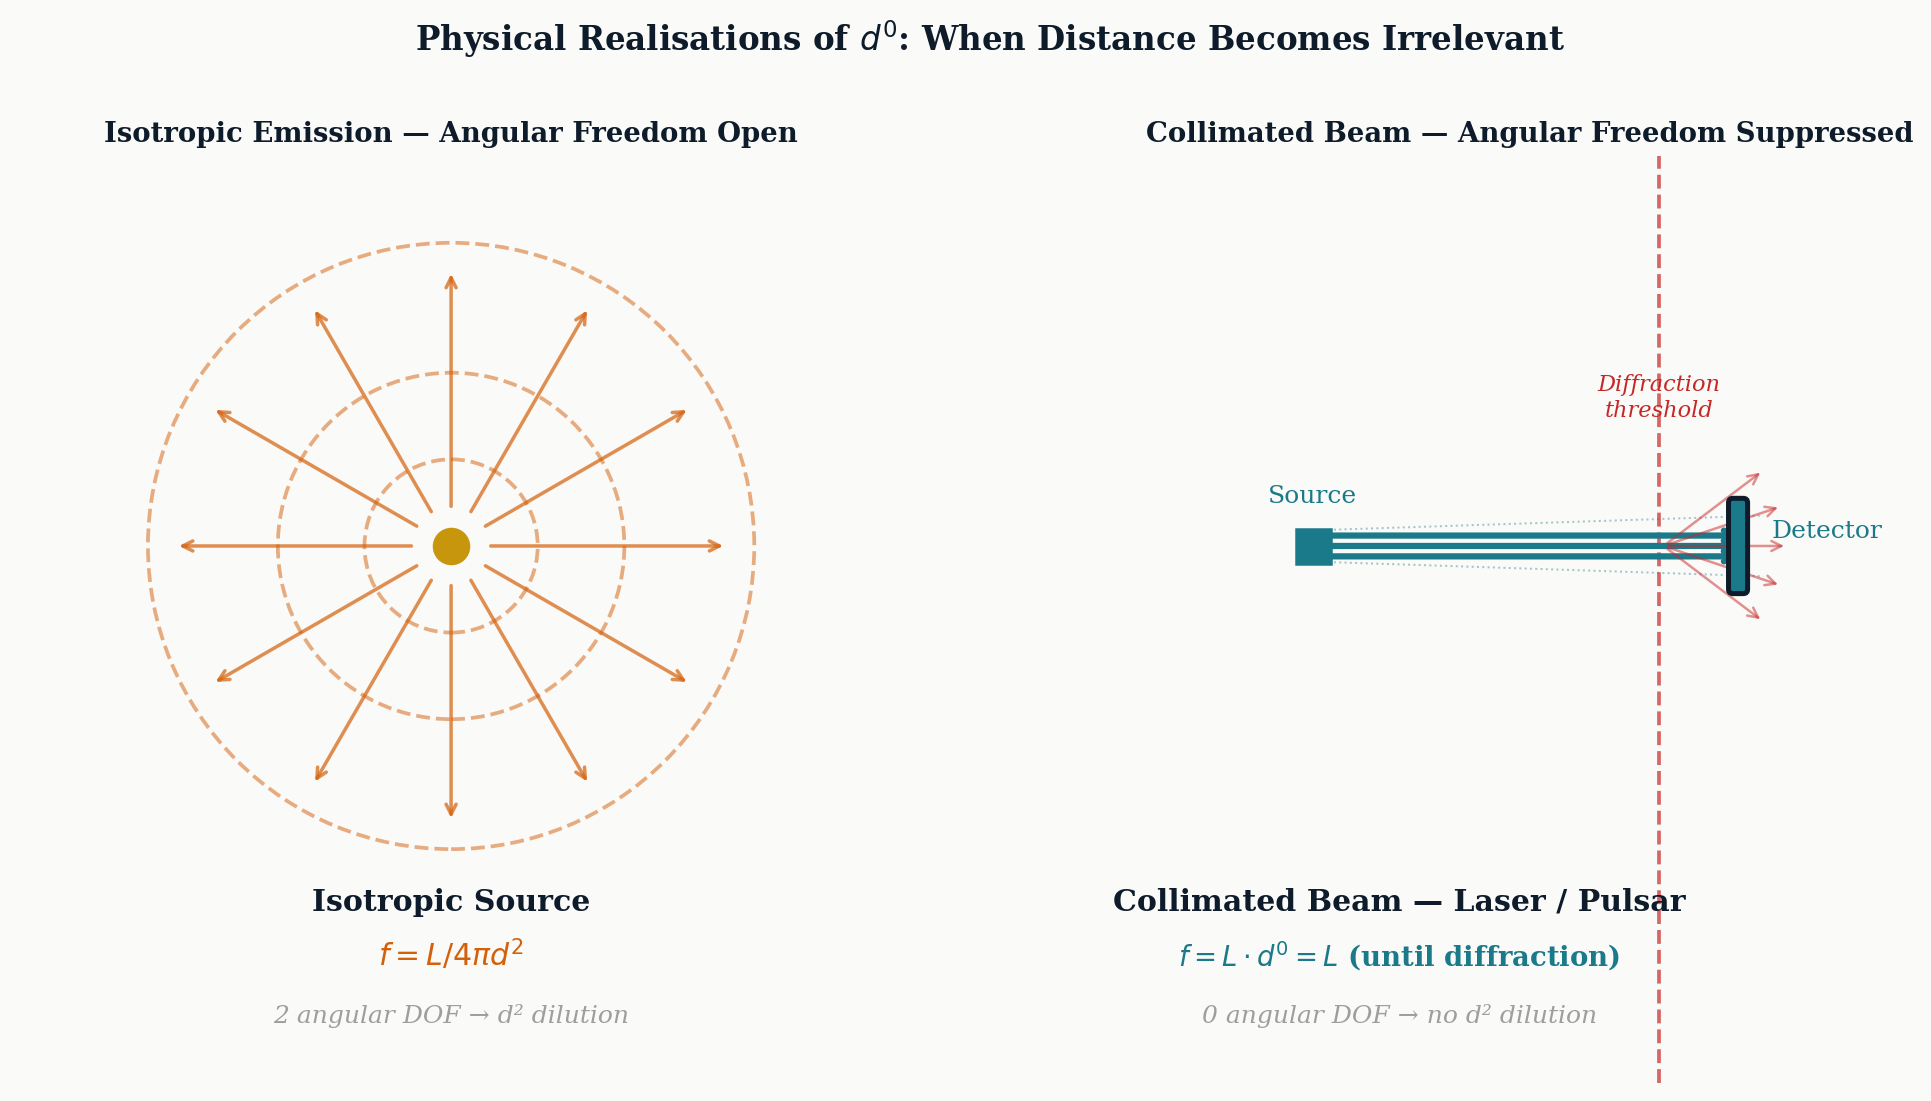 Physical Realisations of d⁰: When Distance Becomes Irrelevant
Isotropic Emission — Angular Freedom Open
Collimated Beam — Angular Freedom Suppressed
Diffraction
threshold
Source
Detector
Isotropic Source
f = L/4πd²
2 angular DOF → d² dilution
Collimated Beam — Laser / Pulsar
f = L · d⁰ = L (until diffraction)
0 angular DOF → no d² dilution